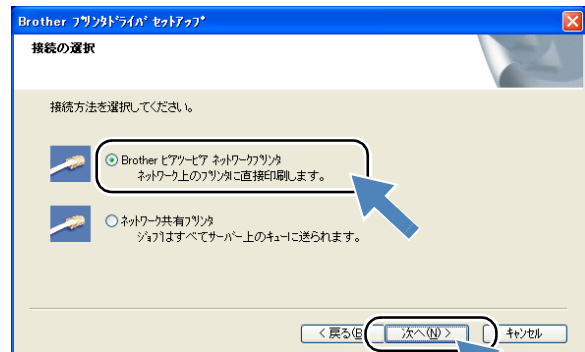 Brother プリンタドライバ セットアップ
接続の選択
接続方法を選択してください。
Brother ピアツーピア ネットワークプリンタ
ネットワーク上のプリンタに直接印刷します。
ネットワーク共有プリンタ
ジョブはすべてサーバー上のキューに送られます。
< 戻る(B
次へ(N) >
キャンセル